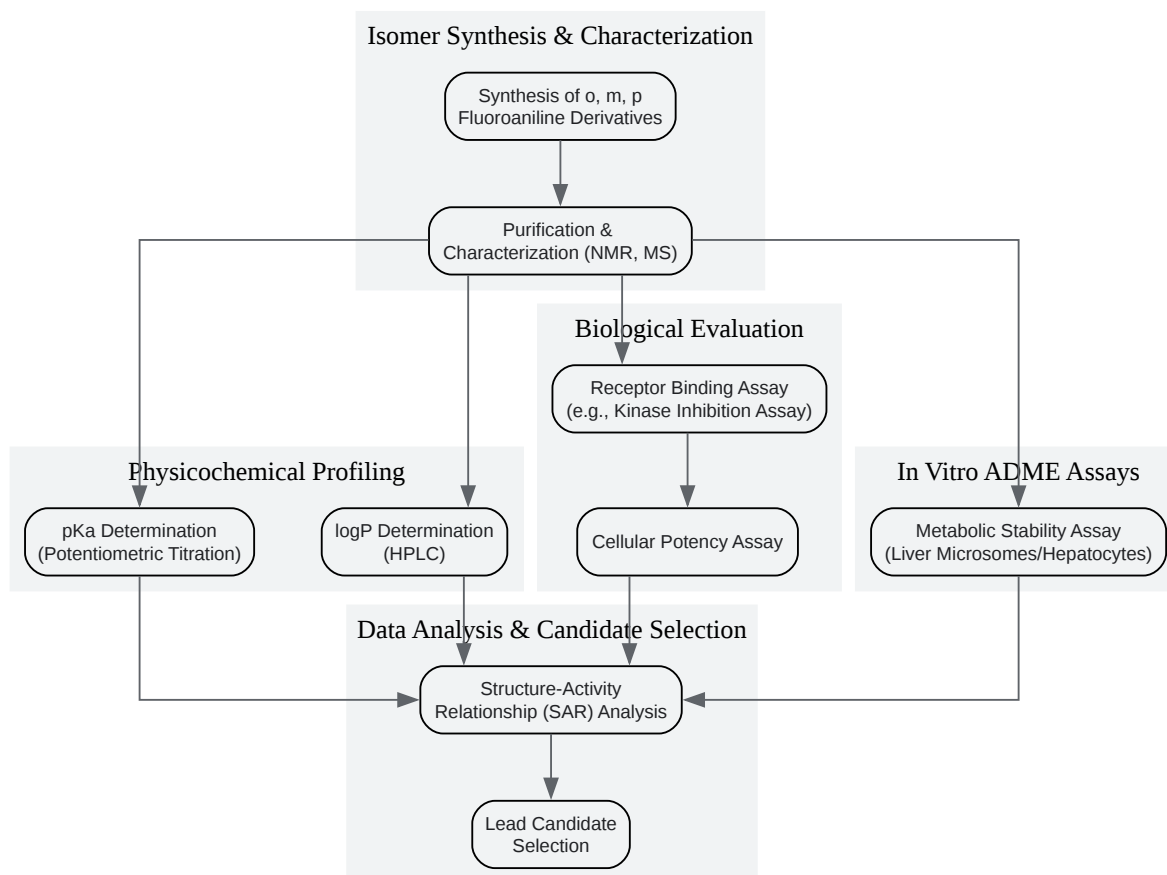 Isomer Synthesis & Characterization
Synthesis of o, m, p
Fluoroaniline Derivatives
Purification &
Characterization (NMR, MS)
Biological Evaluation
Receptor Binding Assay
(e.g., Kinase Inhibition Assay)
Physicochemical Profiling
In Vitro ADME Assays
pKa Determination
(Potentiometric Titration)
logP Determination
(HPLC)
Cellular Potency Assay
Metabolic Stability Assay
(Liver Microsomes/Hepatocytes)
Data Analysis & Candidate Selection
Structure-Activity
Relationship (SAR) Analysis
Lead Candidate
Selection